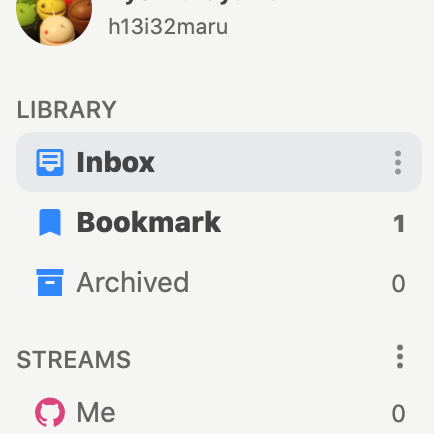 h13i32maru
LIBRARY
Inbox
Bookmark 1
Archived 0
STREAMS
Me 0